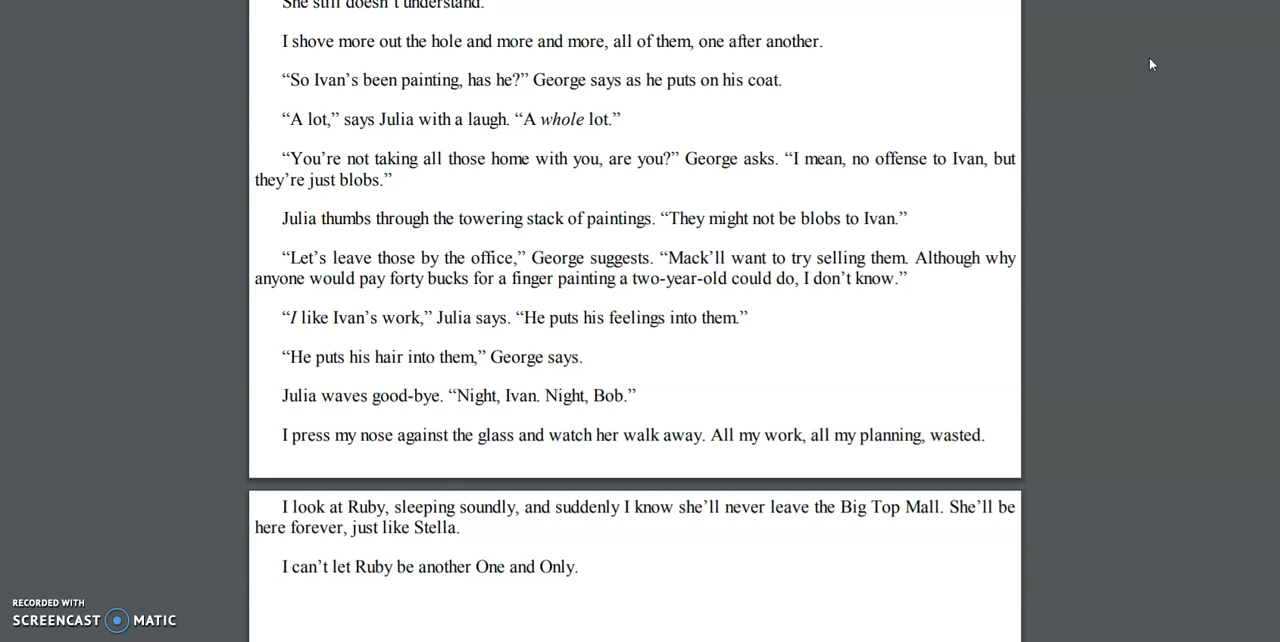 She still doesn't understand.
I shove more out the hole and more and more, all of them, one after another.
“So Ivan’s been painting, has he?” George says as he puts on his coat.
“A lot,” says Julia with a laugh. “A whole lot.”
“You’re not taking all those home with you, are you?” George asks. “I mean, no offense to Ivan, but
they’re just blobs.”
Julia thumbs through the towering stack of paintings. “They might not be blobs to Ivan.”
“Let’s leave those by the office,” George suggests. “Mack’ll want to try selling them. Although why
anyone would pay forty bucks for a finger painting a two-year-old could do, I don’t know.”
“I like Ivan’s work,” Julia says. “He puts his feelings into them.”
“He puts his hair into them,” George says.
Julia waves good-bye. “Night, Ivan. Night, Bob.”
I press my nose against the glass and watch her walk away. All my work, all my planning, wasted.
I look at Ruby, sleeping soundly, and suddenly I know she’ll never leave the Big Top Mall. She’ll be
here forever, just like Stella.
I can’t let Ruby be another One and Only.
RECORDED WITH
SCREENCAST MATIC